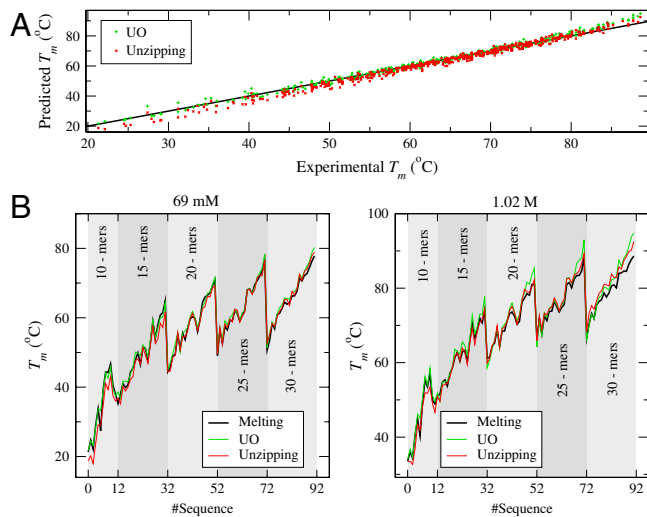 A
Predicted T_m (°C)
80
60
40
20
UO
Unzipping
20 30 40 50 60 70 80
Experimental T_m (°C)
B
69 mM
T_m (°C)
80
60
40
20
10 - mers
15 - mers
20 - mers
25 - mers
30 - mers
Melting
UO
Unzipping
0 12 32 52 72 92
#Sequence
1.02 M
T_m (°C)
100
80
60
40
10 - mers
15 - mers
20 - mers
25 - mers
30 - mers
Melting
UO
Unzipping
0 12 32 52 72 92
#Sequence